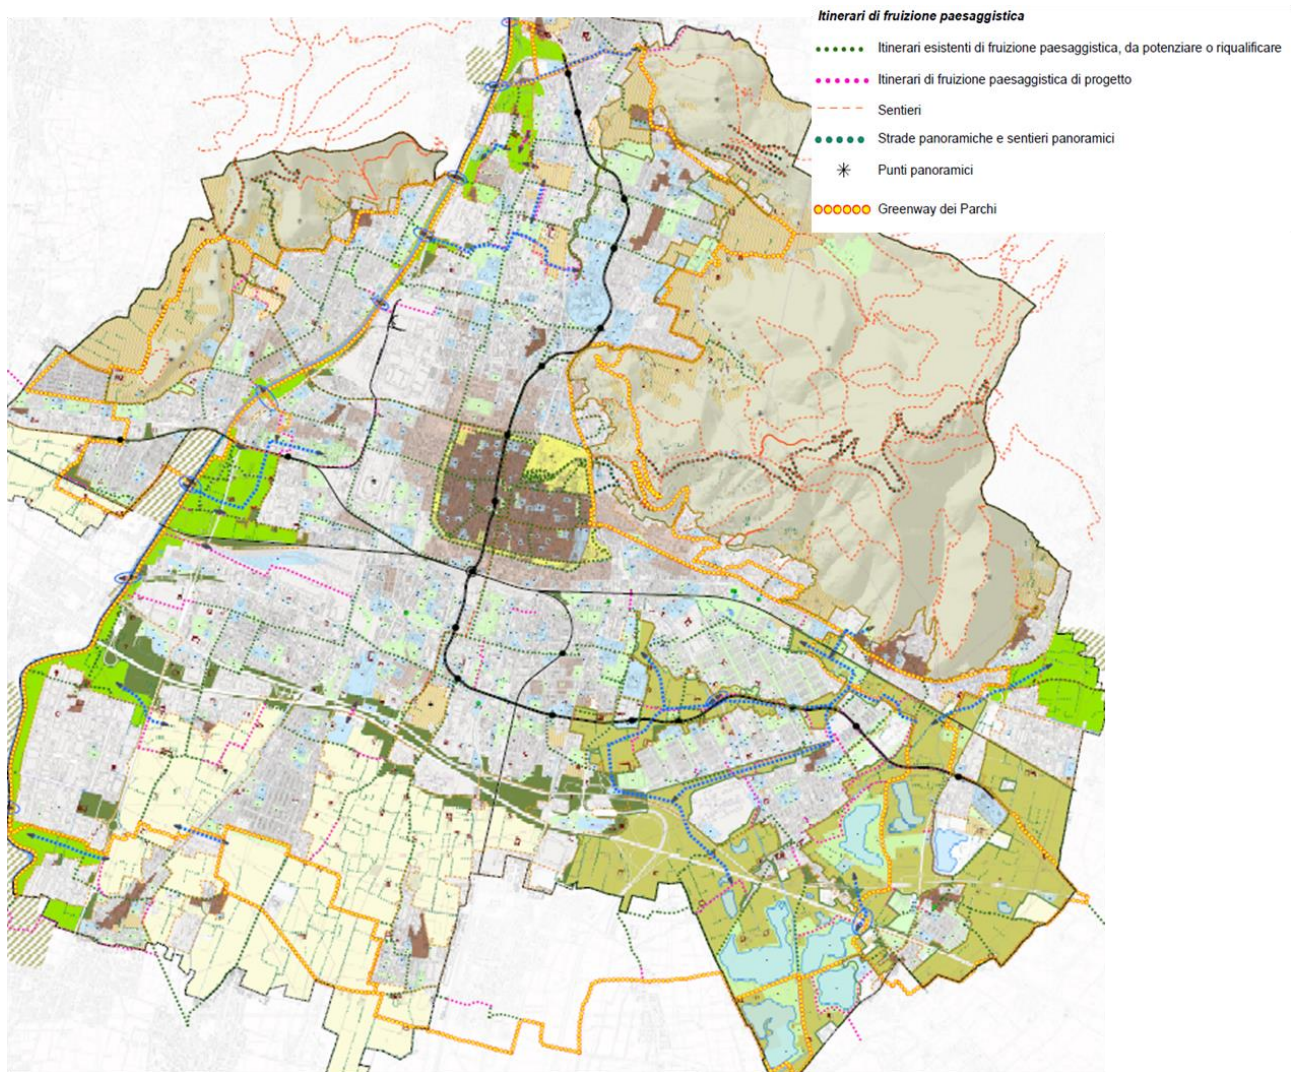 Itinerari di fruizione paesaggistica
Itinerari esistenti di fruizione paesaggistica, da potenziare o riqualificare
Itinerari di fruizione paesaggistica di progetto
Sentieri
Strade panoramiche e sentieri panoramici
Punti panoramici
Greenway dei Parchi